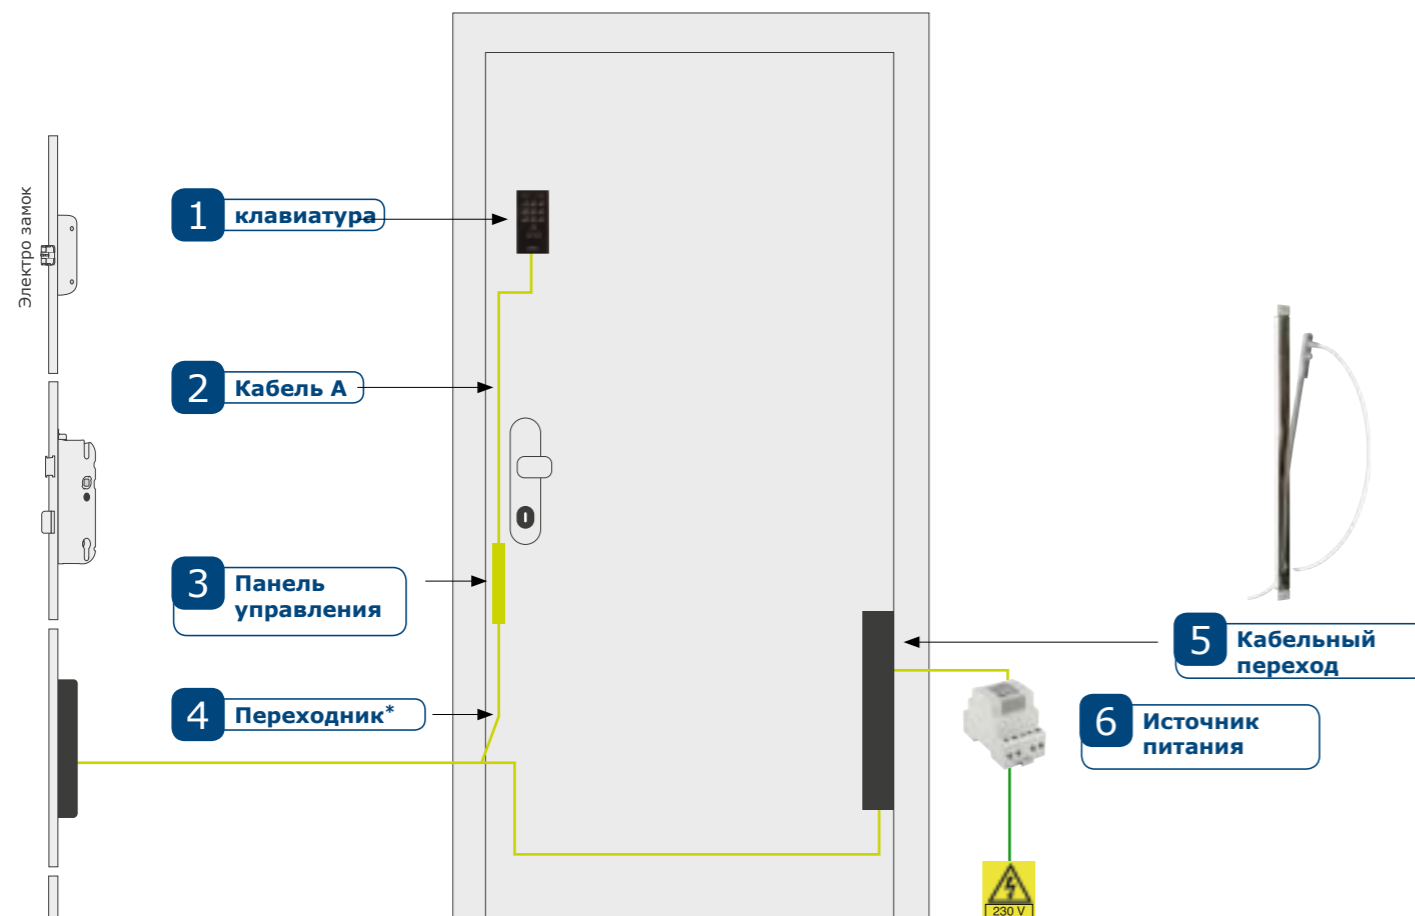 Электро замок
1
клавиатура
2
Кабель А
3
Панель
управления
4
Переходник*
5
Кабельный
переход
6
Источник
питания
230 V